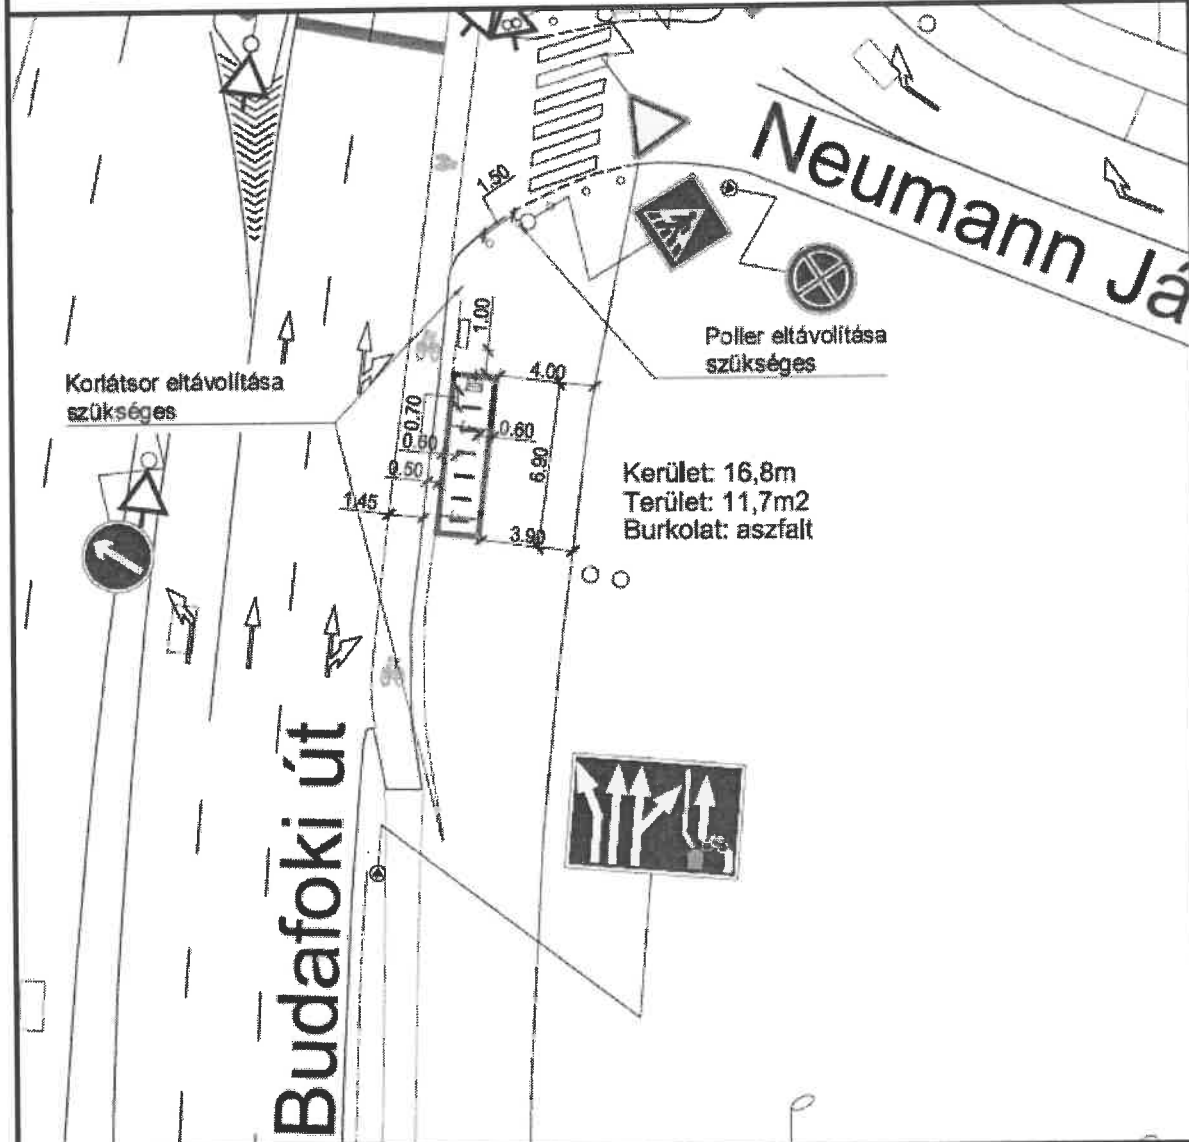 Neumann Já
1.50
1.00
Poller eltávolítása
szükséges
4.00
Korlátsor eltávolítása
szükséges
0.70
0.60
0.60
0.50
6.90
1.45
3.90
Kerület: 16,8m
Terület: 11,7m2
Burkolat: aszfalt
Budafoki út